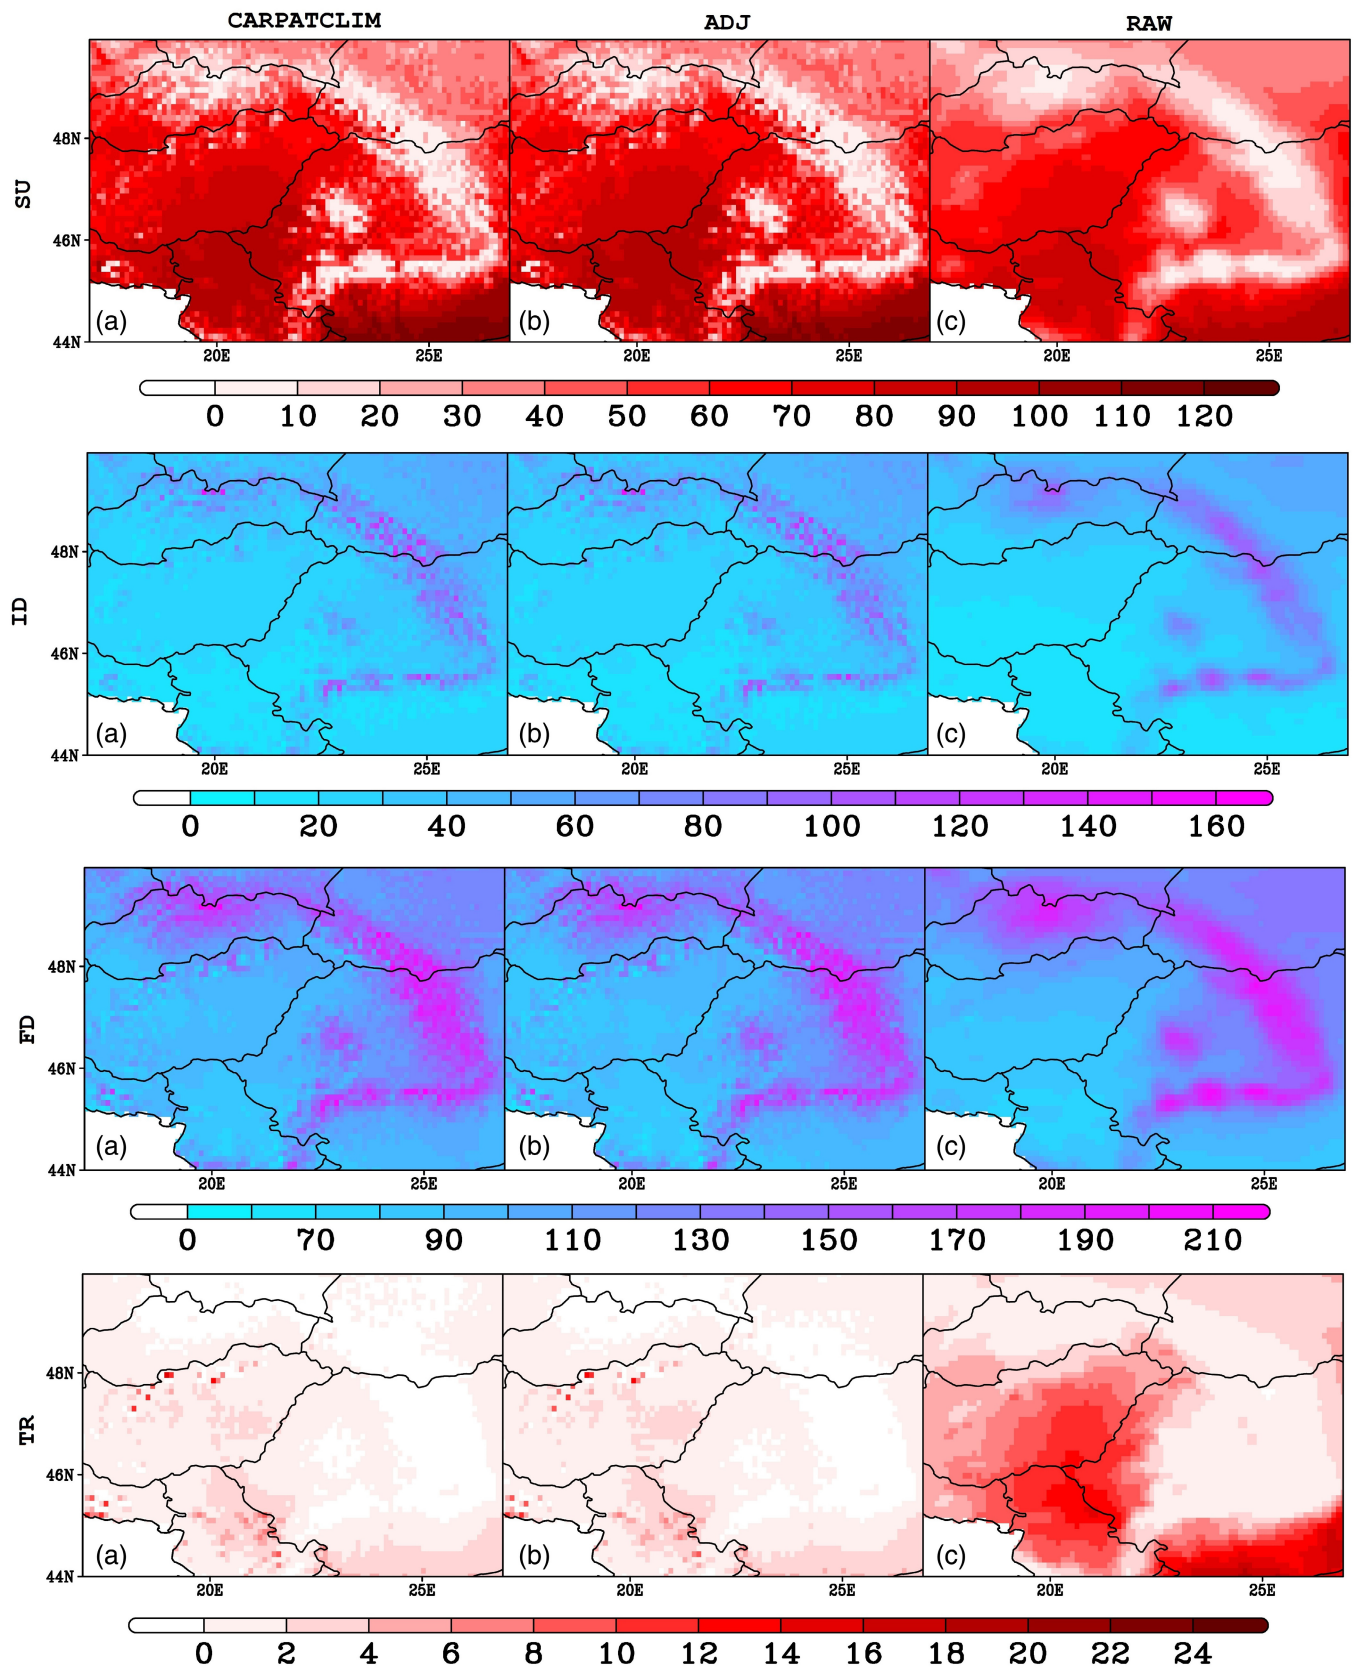 CARPATCLIM ADJ RAW
SU
48N
46N
44N
(a) (b) (c)
20E 25E 20E 25E 20E 25E
0 10 20 30 40 50 60 70 80 90 100 110 120
ID
48N
46N
44N
(a) (b) (c)
20E 25E 20E 25E 20E 25E
0 20 40 60 80 100 120 140 160
FD
48N
46N
44N
(a) (b) (c)
20E 25E 20E 25E 20E 25E
0 70 90 110 130 150 170 190 210
TR
48N
46N
44N
(a) (b) (c)
20E 25E 20E 25E 20E 25E
0 2 4 6 8 10 12 14 16 18 20 22 24